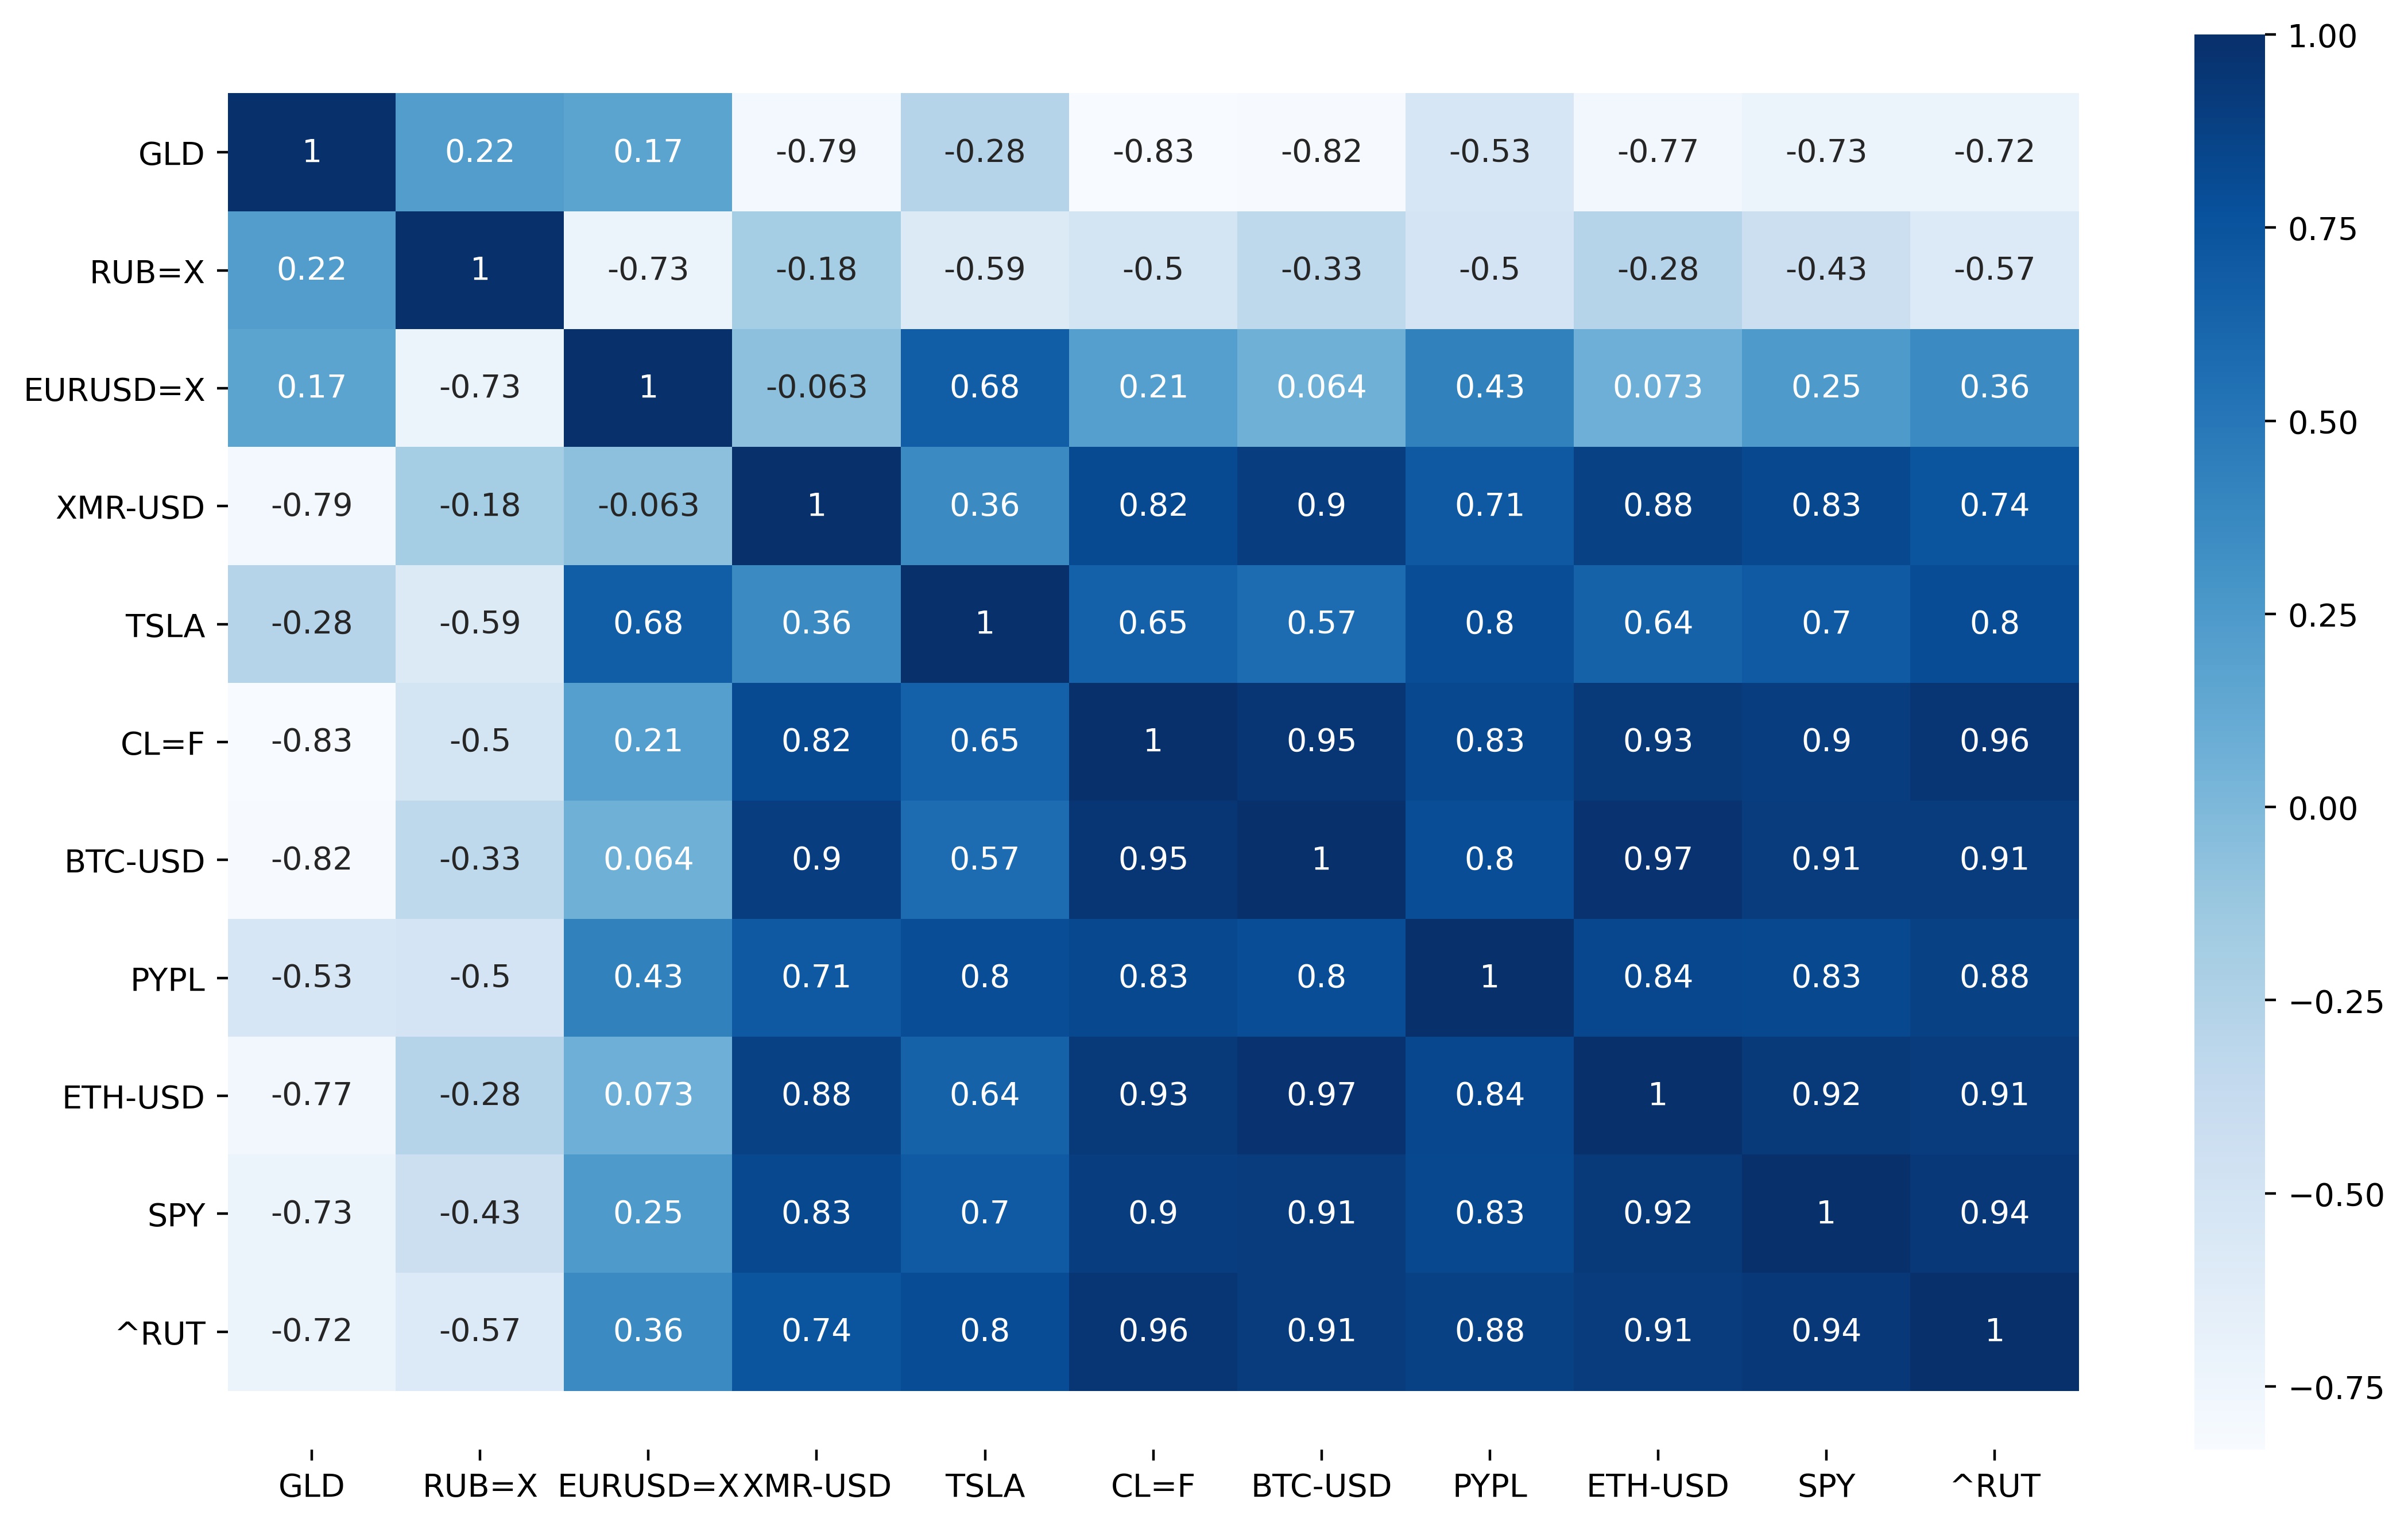 1.00
GLD 1 0.22 0.17 -0.79 -0.28 -0.83 -0.82 -0.53 -0.77 -0.73 -0.72
0.75
RUB=X 0.22 1 -0.73 -0.18 -0.59 -0.5 -0.33 -0.5 -0.28 -0.43 -0.57
EURUSD=X 0.17 -0.73 1 -0.063 0.68 0.21 0.064 0.43 0.073 0.25 0.36
0.50
XMR-USD -0.79 -0.18 -0.063 1 0.36 0.82 0.9 0.71 0.88 0.83 0.74
0.25
TSLA -0.28 -0.59 0.68 0.36 1 0.65 0.57 0.8 0.64 0.7 0.8
CL=F -0.83 -0.5 0.21 0.82 0.65 1 0.95 0.83 0.93 0.9 0.96
0.00
BTC-USD -0.82 -0.33 0.064 0.9 0.57 0.95 1 0.8 0.97 0.91 0.91
PYPL -0.53 -0.5 0.43 0.71 0.8 0.83 0.8 1 0.84 0.83 0.88
−0.25
ETH-USD -0.77 -0.28 0.073 0.88 0.64 0.93 0.97 0.84 1 0.92 0.91
−0.50
SPY -0.73 -0.43 0.25 0.83 0.7 0.9 0.91 0.83 0.92 1 0.94
^RUT -0.72 -0.57 0.36 0.74 0.8 0.96 0.91 0.88 0.91 0.94 1
−0.75
GLD RUB=X EURUSD=X XMR-USD TSLA CL=F BTC-USD PYPL ETH-USD SPY ^RUT